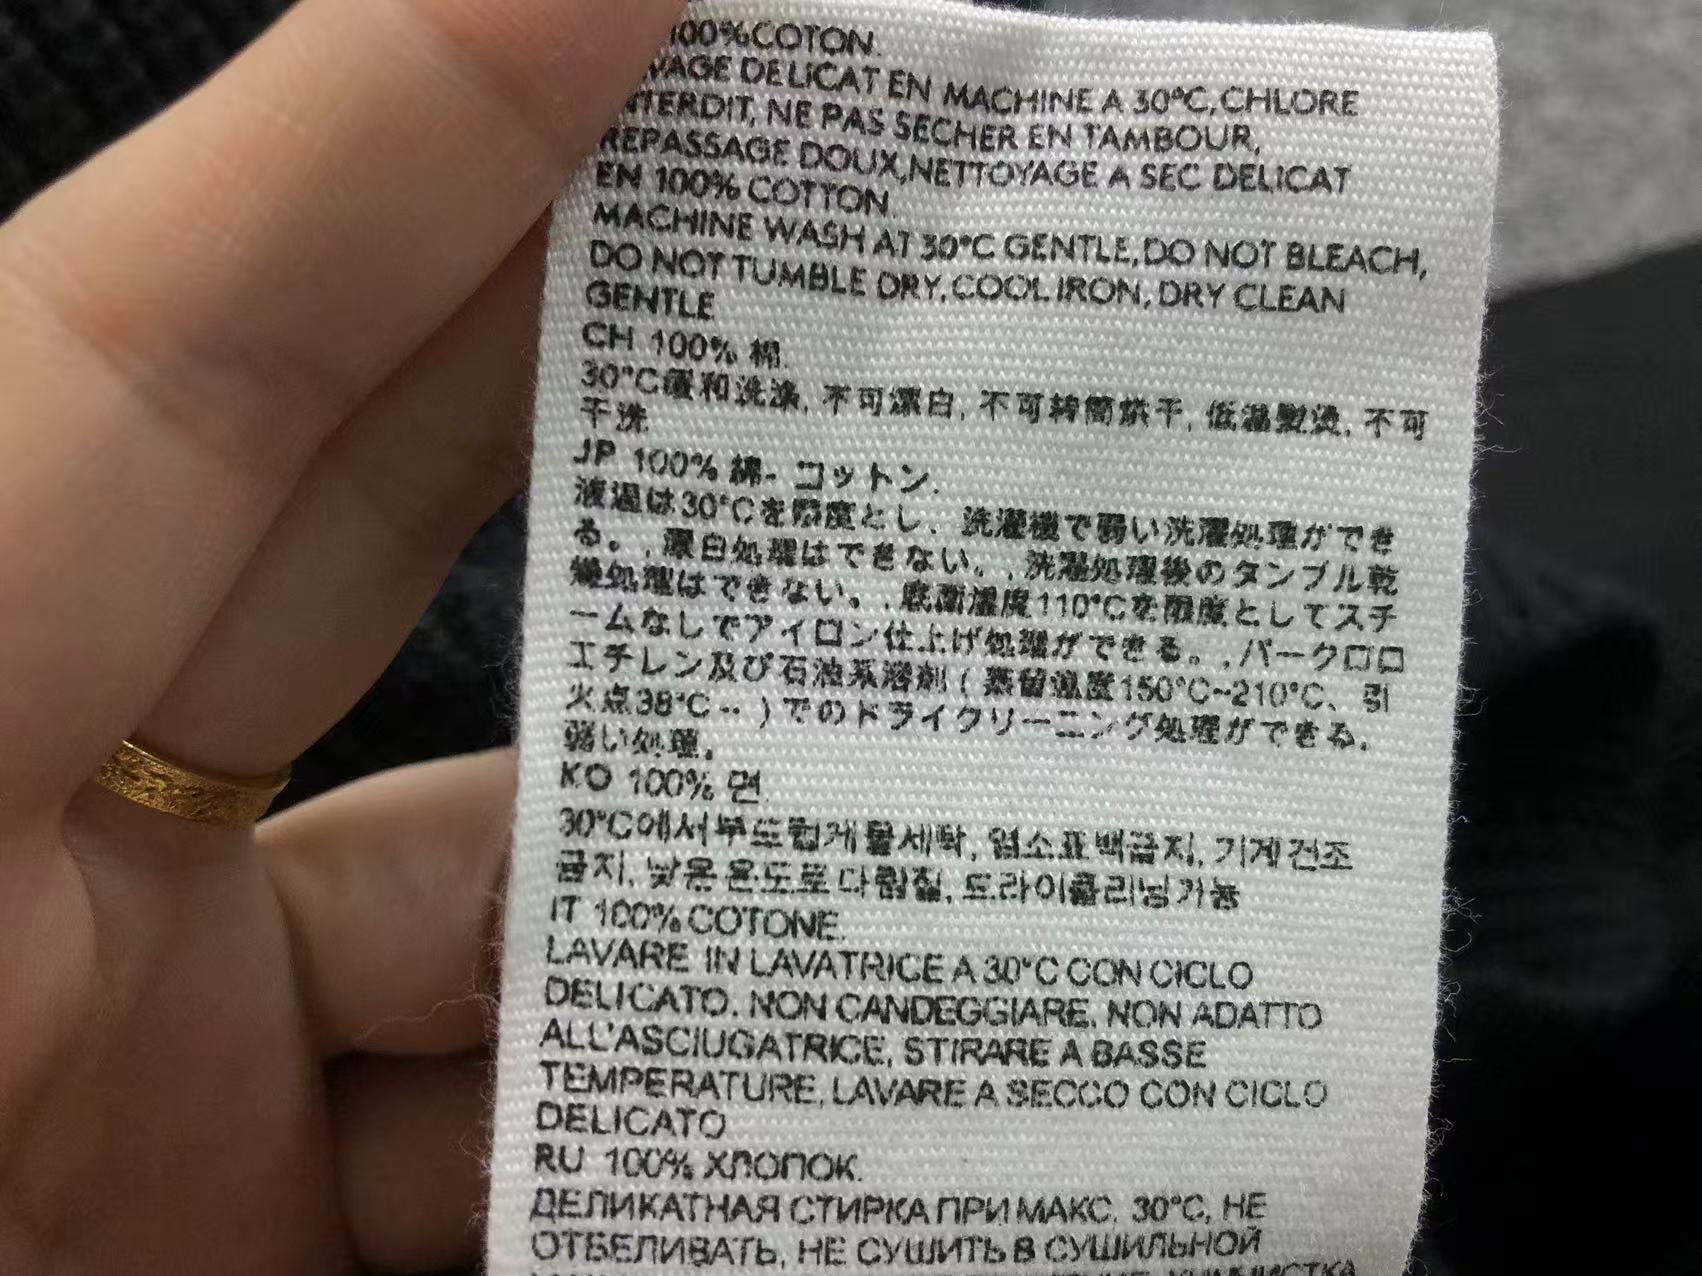 100%COTON.
VAGE DELICAT EN MACHINE A 30°C, CHLORE
INTERDIT, NE PAS SECHER EN TAMBOUR,
REPASSAGE DOUX,NETTOYAGE A SEC DELICAT
EN 100% COTTON.
MACHINE WASH AT 30°C GENTLE,DO NOT BLEACH,
DO NOT TUMBLE DRY,COOL IRON,DRY CLEAN
GENTLE
CH 100% 棉.
30°C緩和洗滌, 不可漂白, 不可轉筒烘干, 低溫熨燙, 不可
干洗
JP 100% 綿- コットン.
液温は30°Cを限度とし、洗濯機で弱い洗濯処理ができ
る。,漂白処理はできない。,洗濯処理後のタンブル乾
燥処理はできない。,底面温度110°Cを限度としてスチ
ームなしでアイロン仕上げ処理ができる。,パークロロ
エチレン及び石油系溶剤 ( 蒸留温度150°C~210°C、引
火点38°C-- ) でのドライクリーニング処理ができる.
弱い処理。
KO 100% 면.
30°C에서부드럽게물세탁, 염소표백금지, 기계건조
금지, 낮은온도로다림질, 드라이클리닝가능
IT 100%COTONE.
LAVARE IN LAVATRICE A 30°C CON CICLO
DELICATO. NON CANDEGGIARE, NON ADATTO
ALL'ASCIUGATRICE, STIRARE A BASSE
TEMPERATURE, LAVARE A SECCO CON CICLO
DELICATO
RU 100% ХЛОПОК.
ДЕЛИКАТНАЯ СТИРКА ПРИ МАКС. 30°C, НЕ
ОТБЕЛИВАТЬ, НЕ СУШИТЬ В СУШИЛЬНОЙ